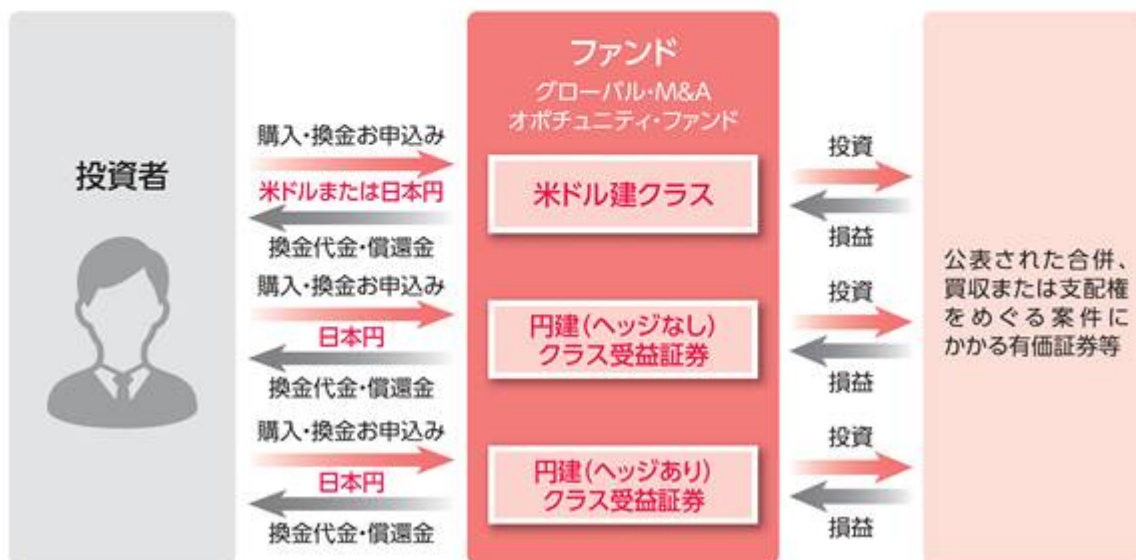 投資者
購入・換金お申込み
米ドルまたは日本円
換金代金・償還金
購入・換金お申込み
日本円
換金代金・償還金
購入・換金お申込み
日本円
換金代金・償還金
ファンド
グローバル・M&A
オポチュニティ・ファンド
米ドル建クラス
円建(ヘッジなし)
クラス受益証券
円建(ヘッジあり)
クラス受益証券
投資
損益
投資
損益
投資
損益
公表された合併、
買収または支配権
をめぐる案件に
かかる有価証券等